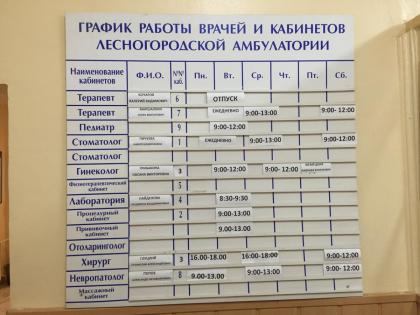 ГРАФИК РАБОТЫ ВРАЧЕЙ И КАБИНЕТОВ
ЛЕСНОГОРОДСКОЙ АМБУЛАТОРИИ
Наименование кабинетов Ф.И.О. №№ каб. Пн. Вт. Ср. Чт. Пт. Сб.
Терапевт 6 ОТПУСК
Терапевт 7 ЕЖЕДНЕВНО 9:00-13:00 9:00- 12:00
Педиатр 9 9:00-12:00
Стоматолог 1 ЕЖЕДНЕВНО 9:00-13:00 9:00- 12:00
Стоматолог
Гинеколог 3 9:00-12:00 9:00- 12:00
Физиотерапевтический кабинет 5
Лаборатория 4 8:30-9:30
Процедурный кабинет 2 9:00-13:00
Прививочный кабинет 9.00-13.00
Отоларинголог
Хирург 3 16.00-18.00 16:00-18:00 9:00- 12:00
Невропатолог 8 9.00-13.00 9:00-13:00 9:00- 12:00
Массажный кабинет